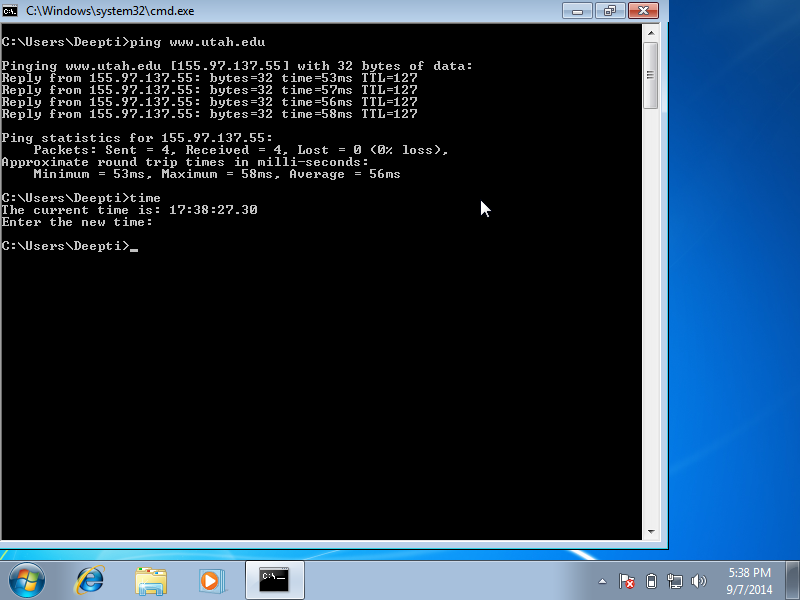 C:\Windows\system32\cmd.exe
C:\Users\Deepti>ping www.utah.edu
Pinging www.utah.edu [155.97.137.55] with 32 bytes of data:
Reply from 155.97.137.55: bytes=32 time=53ms TTL=127
Reply from 155.97.137.55: bytes=32 time=57ms TTL=127
Reply from 155.97.137.55: bytes=32 time=56ms TTL=127
Reply from 155.97.137.55: bytes=32 time=58ms TTL=127
Ping statistics for 155.97.137.55:
    Packets: Sent = 4, Received = 4, Lost = 0 (0% loss),
Approximate round trip times in milli-seconds:
    Minimum = 53ms, Maximum = 58ms, Average = 56ms
C:\Users\Deepti>time
The current time is: 17:38:27.30
Enter the new time:
C:\Users\Deepti>_
5:38 PM
9/7/2014